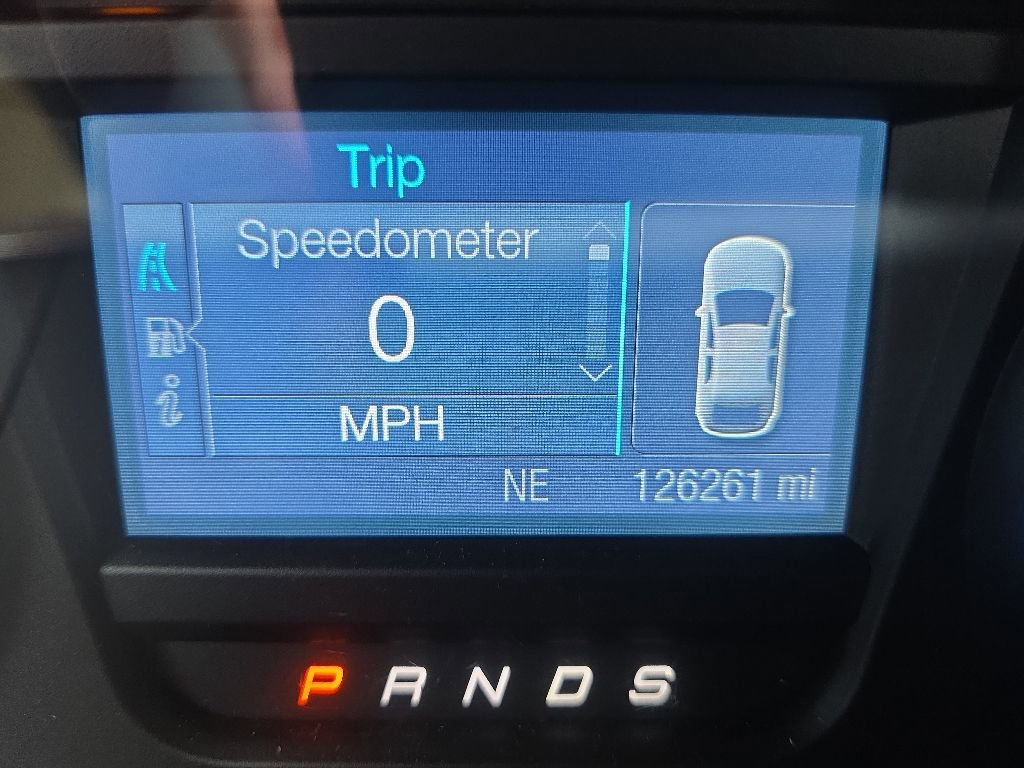 Trip
Speedometer
0
MPH
NE 126261 mi
P R N D S